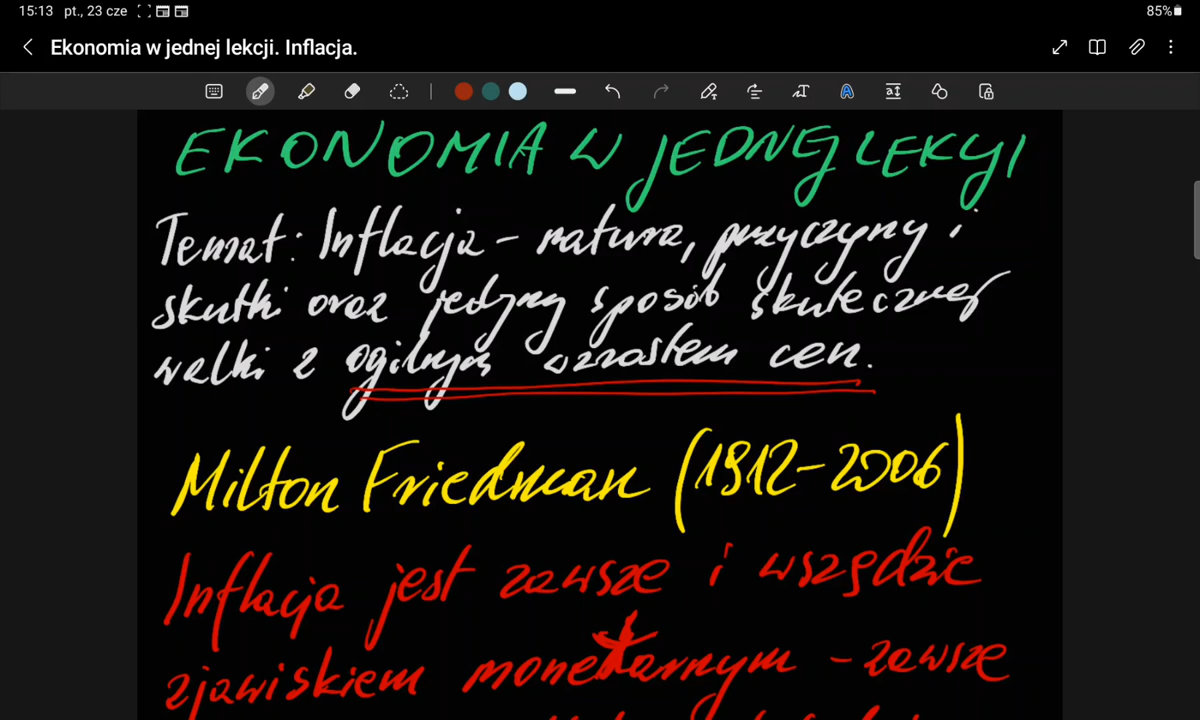 15:13 pt., 23 cze 85%
Ekonomia w jednej lekcji. Inflacja.
EKONOMIA W JEDNEJ LEKCJI
Temat: Inflacja - natura, przyczyny i
skutki oraz jedyny sposób skutecznej
walki z ogólnym wzrostem cen.
Milton Friedman (1912-2006)
Inflacja jest zawsze i wszędzie
zjawiskiem monetarnym - zawsze